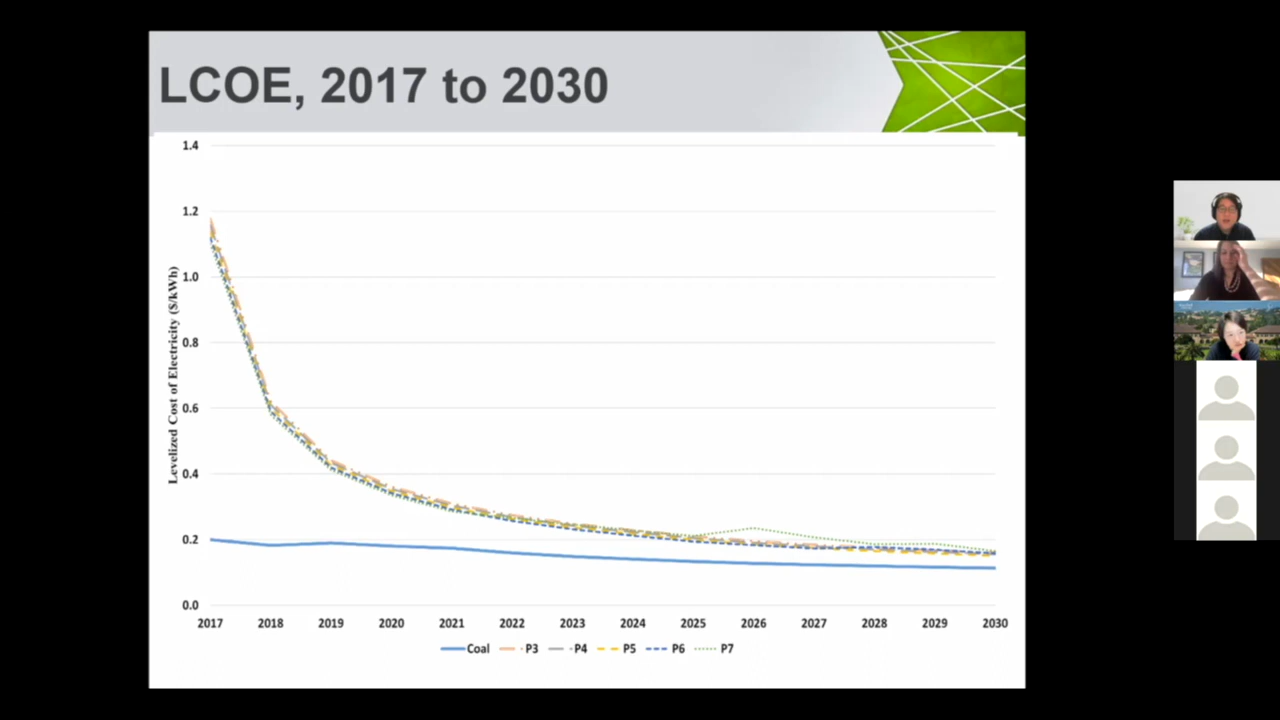 LCOE, 2017 to 2030
1.4
1.2
1.0
0.8
0.6
0.4
0.2
0.0
Levelized Cost of Electricity ($/kWh)
2017 2018 2019 2020 2021 2022 2023 2024 2025 2026 2027 2028 2029 2030
Coal P3 P4 P5 P6 P7